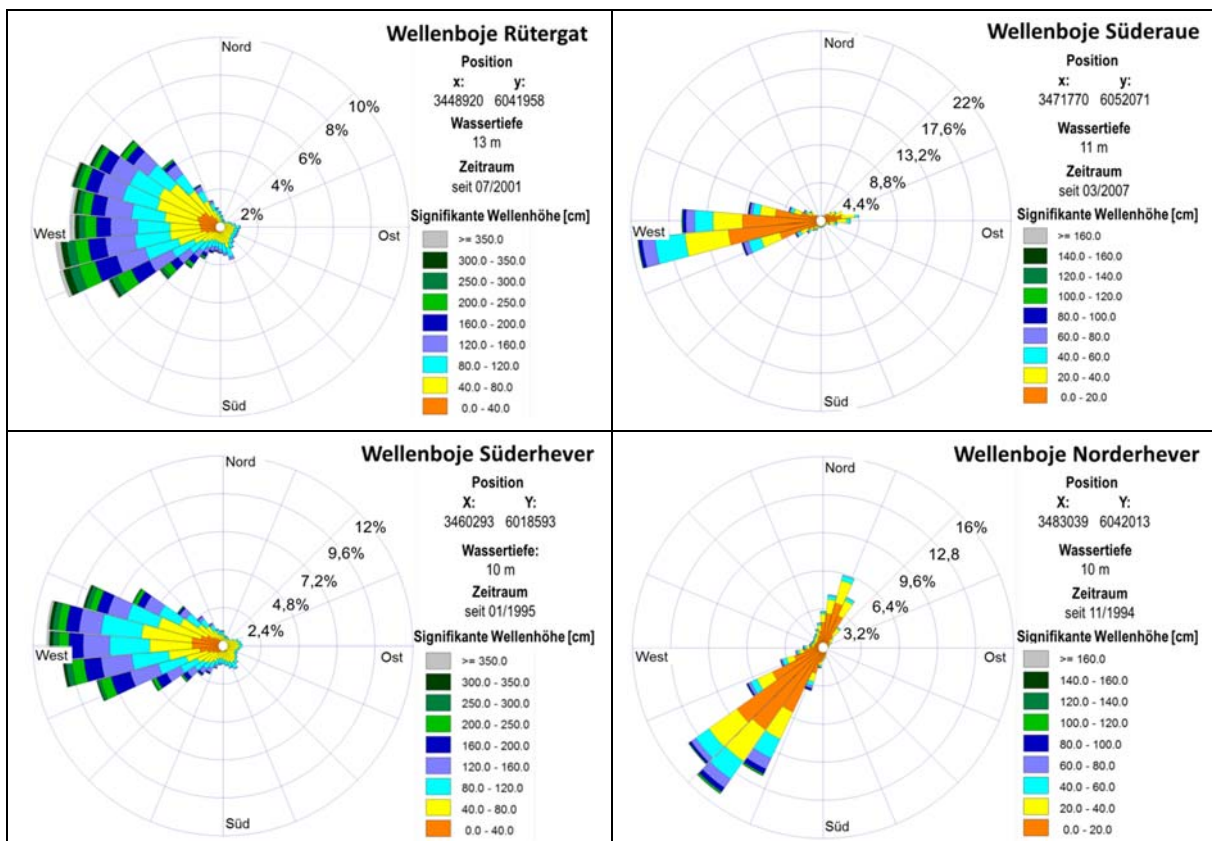 Wellenboje Rütergat
Nord
Position
x: y:
3448920 6041958
Wassertiefe
13 m
Zeitraum
seit 07/2001
Signifikante Wellenhöhe [cm]
>= 350.0
300.0 - 350.0
250.0 - 300.0
200.0 - 250.0
160.0 - 200.0
120.0 - 160.0
80.0 - 120.0
40.0 - 80.0
0.0 - 40.0
10%
8%
6%
4%
2%
West
Ost
Süd
Wellenboje Süderaue
Nord
Position
x: y:
3471770 6052071
Wassertiefe
11 m
Zeitraum
seit 03/2007
Signifikante Wellenhöhe [cm]
>= 160.0
140.0 - 160.0
120.0 - 140.0
100.0 - 120.0
80.0 - 100.0
60.0 - 80.0
40.0 - 60.0
20.0 - 40.0
0.0 - 20.0
22%
17,6%
13,2%
8,8%
4,4%
West
Ost
Süd
Wellenboje Süderhever
Nord
Position
X: Y:
3460293 6018593
Wassertiefe:
10 m
Zeitraum
seit 01/1995
Signifikante Wellenhöhe [cm]
>= 350.0
300.0 - 350.0
250.0 - 300.0
200.0 - 250.0
160.0 - 200.0
120.0 - 160.0
80.0 - 120.0
40.0 - 80.0
0.0 - 40.0
12%
9,6%
7,2%
4,8%
2,4%
West
Ost
Süd
Wellenboje Norderhever
Nord
Position
X: Y:
3483039 6042013
Wassertiefe
10 m
Zeitraum
seit 11/1994
Signifikante Wellenhöhe [cm]
>= 160.0
140.0 - 160.0
120.0 - 140.0
100.0 - 120.0
80.0 - 100.0
60.0 - 80.0
40.0 - 60.0
20.0 - 40.0
0.0 - 20.0
16%
12,8
9,6%
6,4%
3,2%
West
Ost
Süd